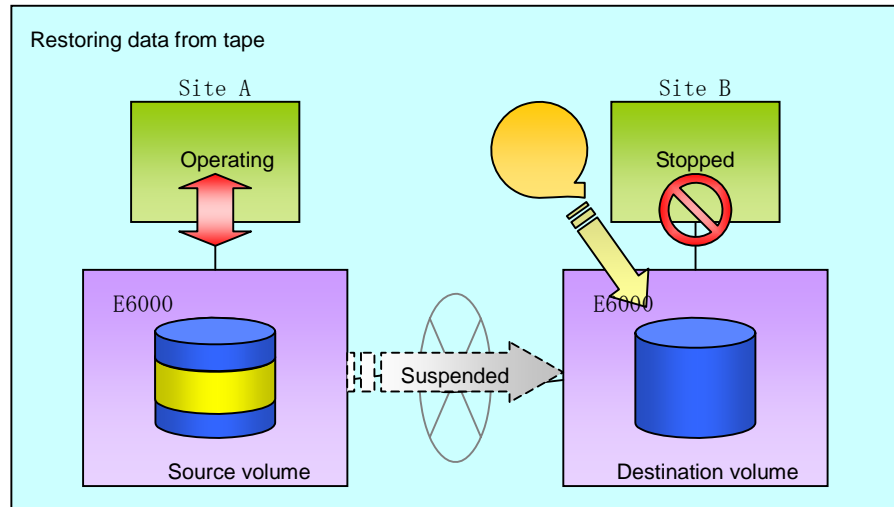 Restoring data from tape
Site A
Site B
Operating
Stopped
E6000
E6000
Suspended
Source volume
Destination volume